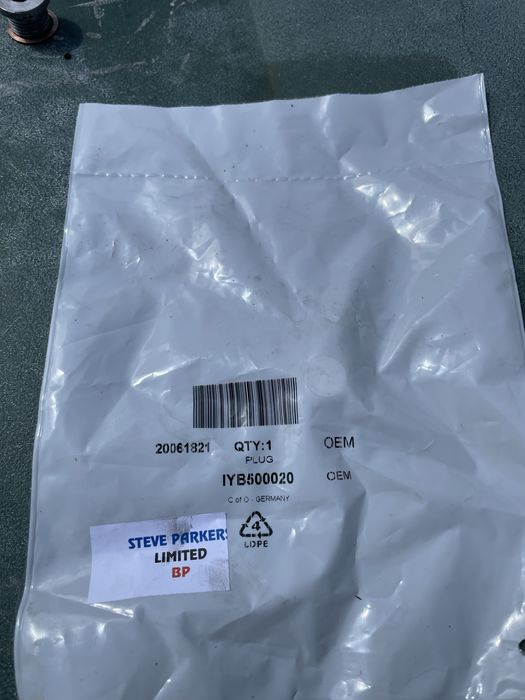 20061821 QTY:1 OEM
PLUG
IYB500020 OEM
C of O - GERMANY
4
LDPE
STEVE PARKERS
LIMITED
BP